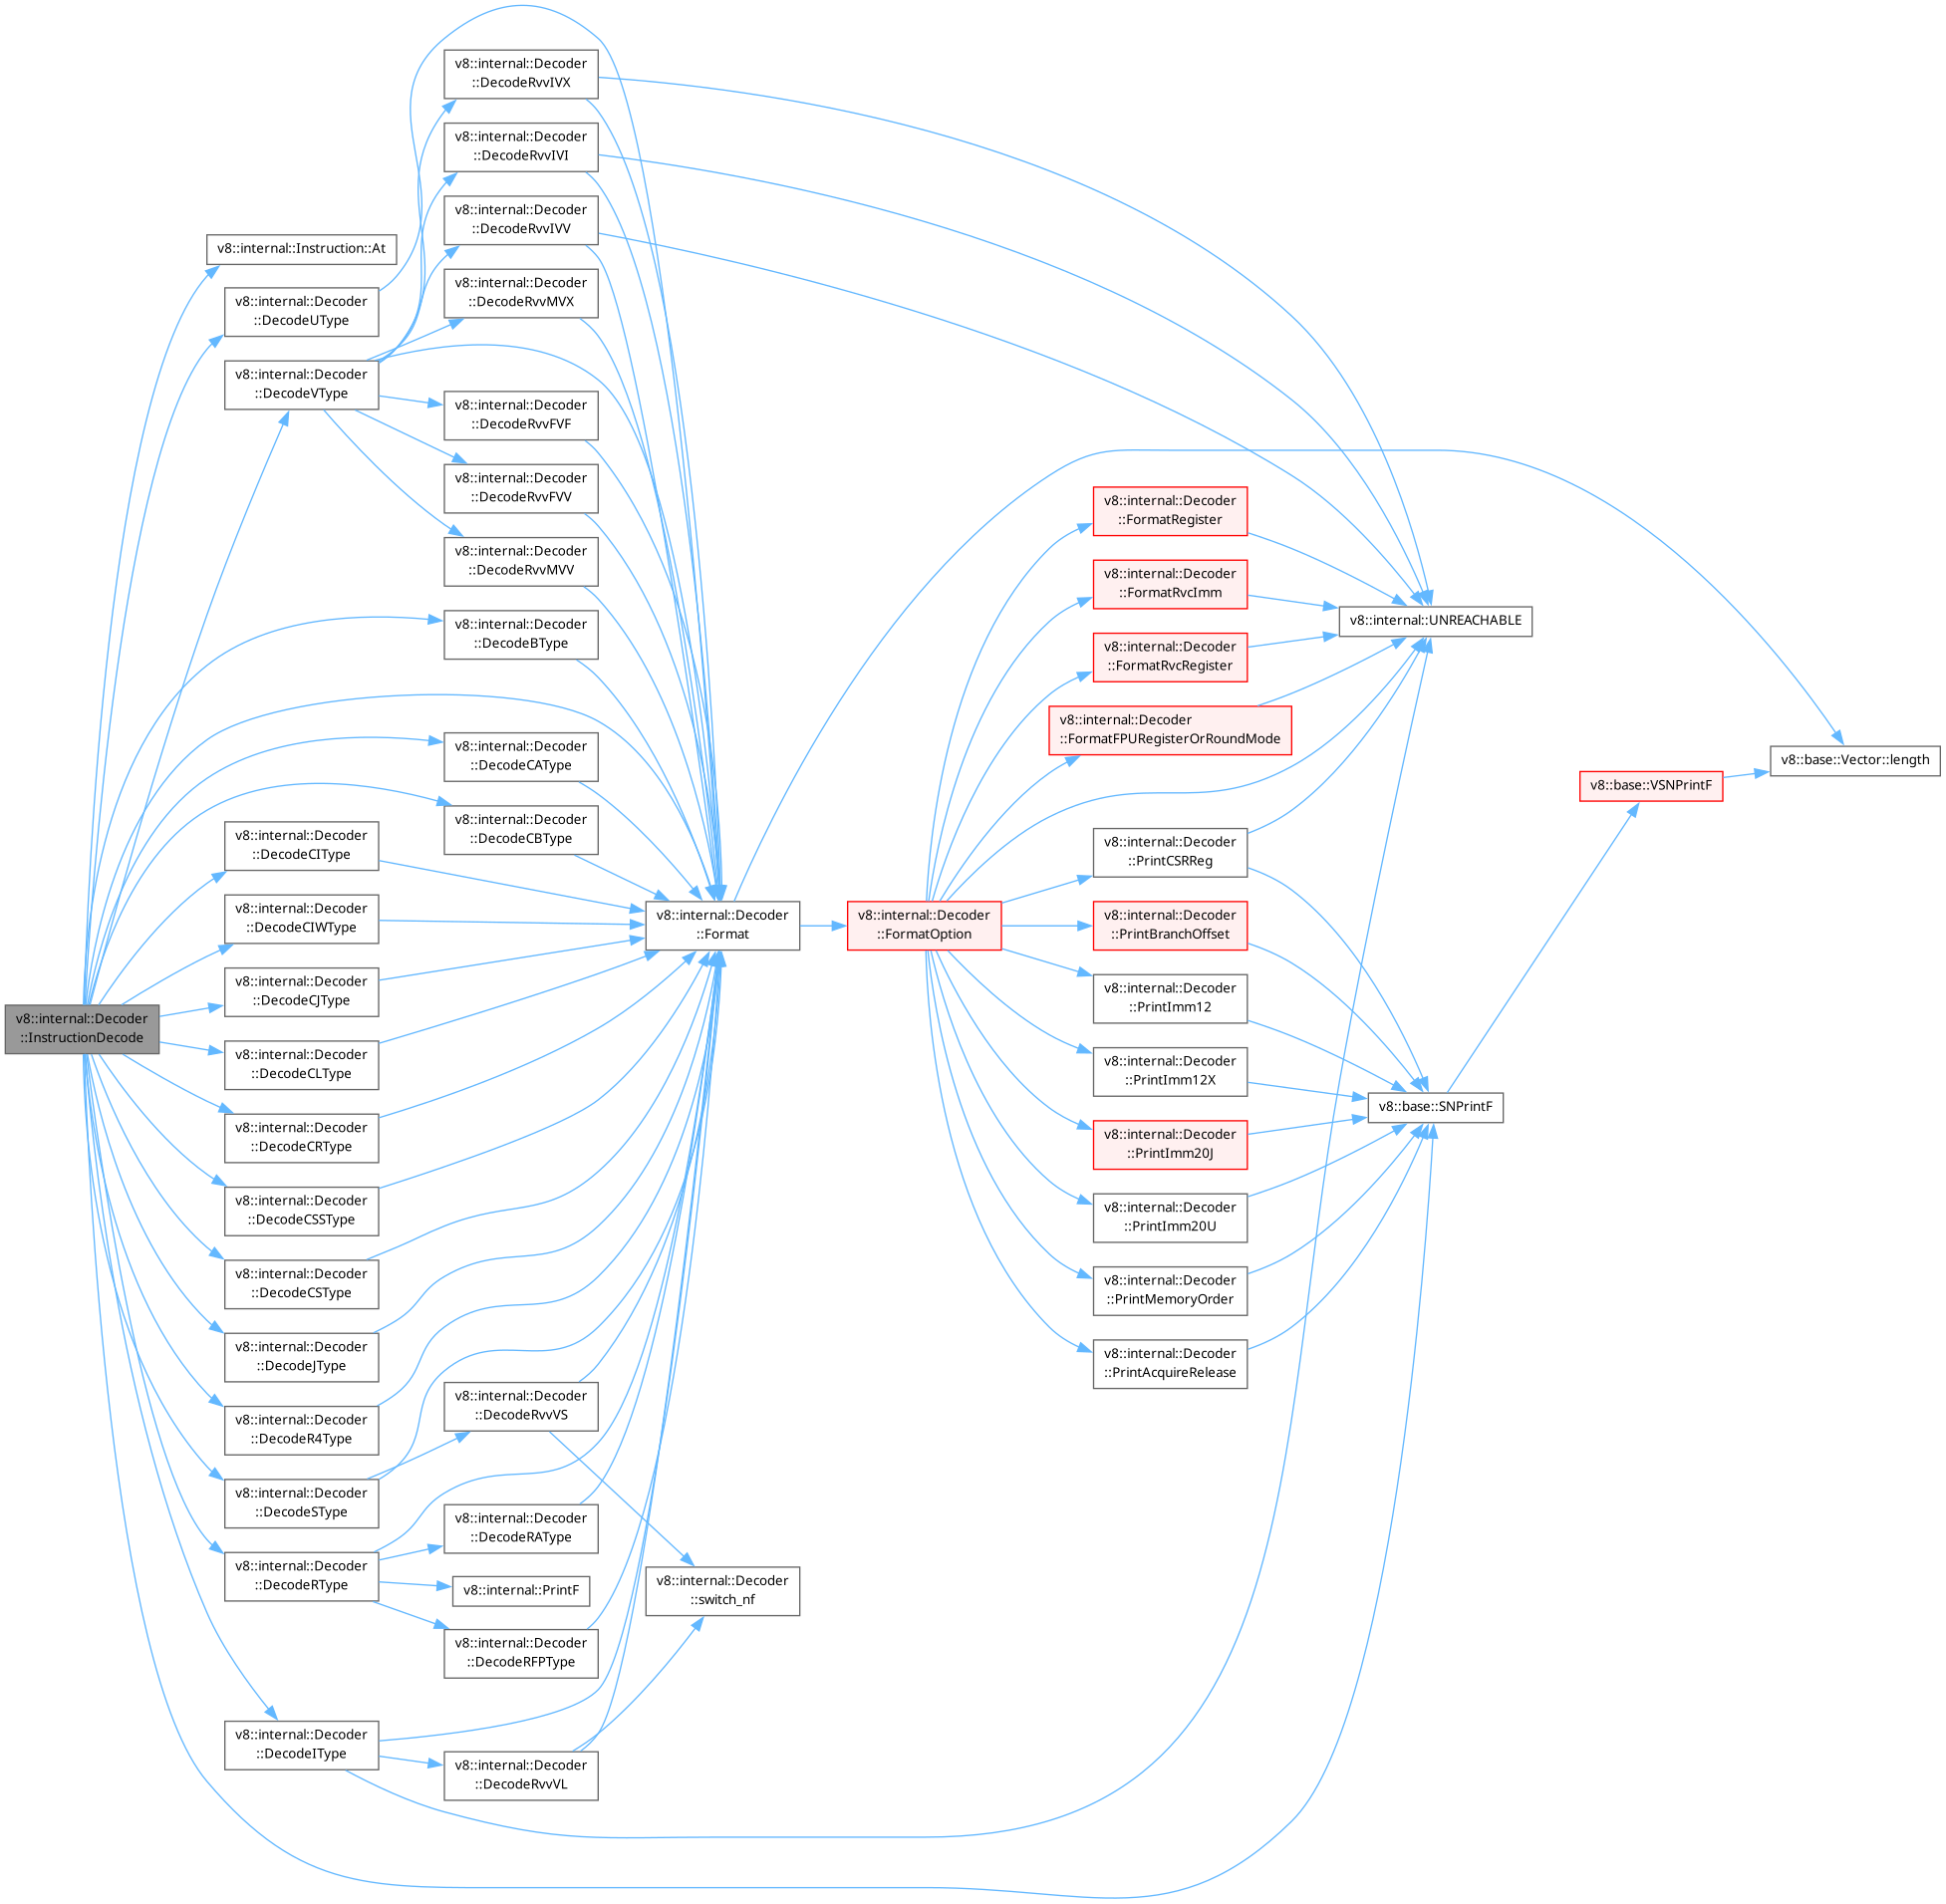 v8::internal::Decoder
::InstructionDecode
v8::internal::Instruction::At
v8::internal::Decoder
::DecodeUType
v8::internal::Decoder
::DecodeVType
v8::internal::Decoder
::DecodeCIType
v8::internal::Decoder
::DecodeCIWType
v8::internal::Decoder
::DecodeCJType
v8::internal::Decoder
::DecodeCLType
v8::internal::Decoder
::DecodeCRType
v8::internal::Decoder
::DecodeCSSType
v8::internal::Decoder
::DecodeCSType
v8::internal::Decoder
::DecodeJType
v8::internal::Decoder
::DecodeR4Type
v8::internal::Decoder
::DecodeSType
v8::internal::Decoder
::DecodeRType
v8::internal::Decoder
::DecodeIType
v8::internal::Decoder
::DecodeRvvIVX
v8::internal::Decoder
::DecodeRvvIVI
v8::internal::Decoder
::DecodeRvvIVV
v8::internal::Decoder
::DecodeRvvMVX
v8::internal::Decoder
::DecodeRvvFVF
v8::internal::Decoder
::DecodeRvvFVV
v8::internal::Decoder
::DecodeRvvMVV
v8::internal::Decoder
::DecodeBType
v8::internal::Decoder
::DecodeCAType
v8::internal::Decoder
::DecodeCBType
v8::internal::Decoder
::DecodeRvvVS
v8::internal::Decoder
::DecodeRAType
v8::internal::PrintF
v8::internal::Decoder
::DecodeRFPType
v8::internal::Decoder
::DecodeRvvVL
v8::internal::Decoder
::Format
v8::internal::Decoder
::switch_nf
v8::internal::Decoder
::FormatOption
v8::internal::Decoder
::FormatRegister
v8::internal::Decoder
::FormatRvcImm
v8::internal::Decoder
::FormatRvcRegister
v8::internal::Decoder
::FormatFPURegisterOrRoundMode
v8::internal::Decoder
::PrintCSRReg
v8::internal::Decoder
::PrintBranchOffset
v8::internal::Decoder
::PrintImm12
v8::internal::Decoder
::PrintImm12X
v8::internal::Decoder
::PrintImm20J
v8::internal::Decoder
::PrintImm20U
v8::internal::Decoder
::PrintMemoryOrder
v8::internal::Decoder
::PrintAcquireRelease
v8::internal::UNREACHABLE
v8::base::SNPrintF
v8::base::VSNPrintF
v8::base::Vector::length